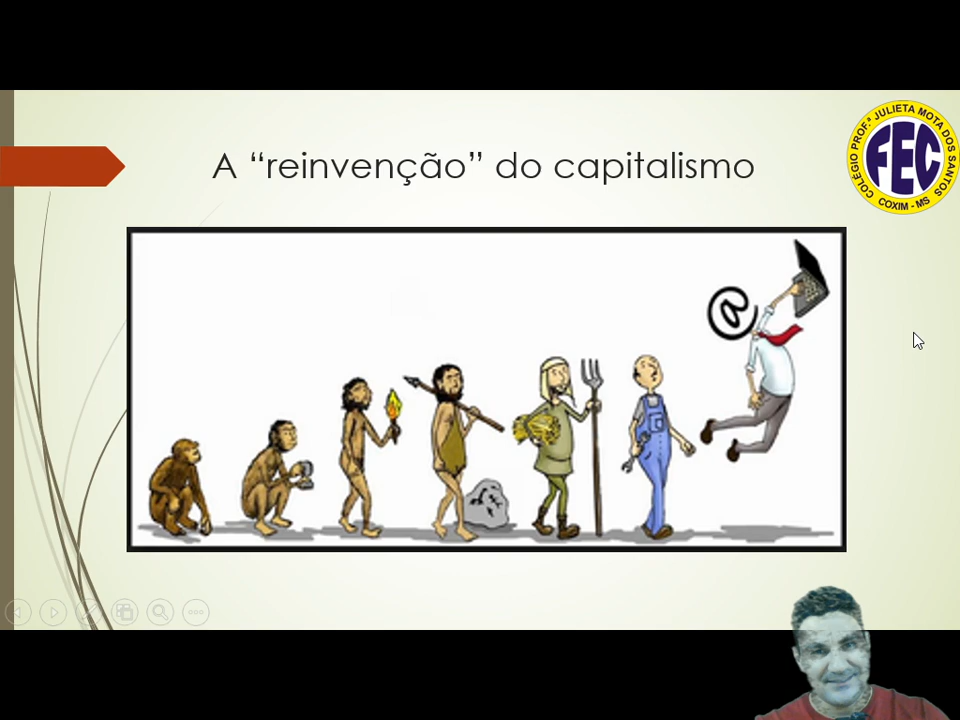 A “reinvenção” do capitalismo
COLÉGIO PROF.ª JULIETA MOTA DOS SANTOS
FEC
COXIM - MS
@